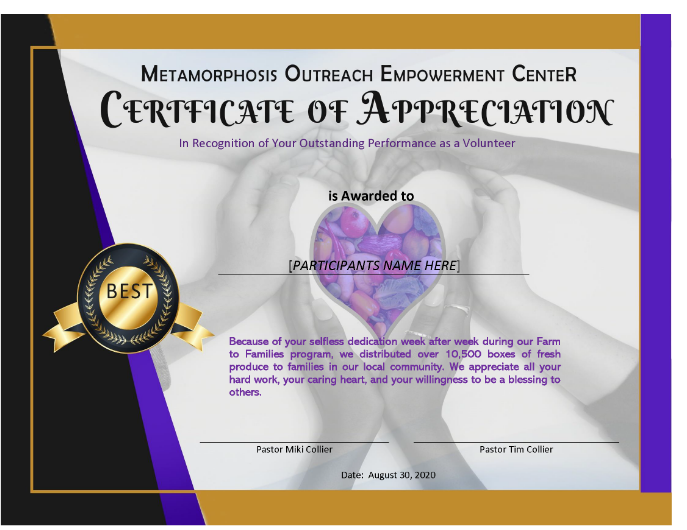 Metamorphosis Outreach Empowerment CenteR
Certificate of Appreciation
In Recognition of Your Outstanding Performance as a Volunteer
is Awarded to
[PARTICIPANTS NAME HERE]
BEST
Because of your selfless dedication week after week during our Farm
to Families program, we distributed over 10,500 boxes of fresh
produce to families in our local community. We appreciate all your
hard work, your caring heart, and your willingness to be a blessing to
others.
Pastor Miki Collier
Pastor Tim Collier
Date: August 30, 2020